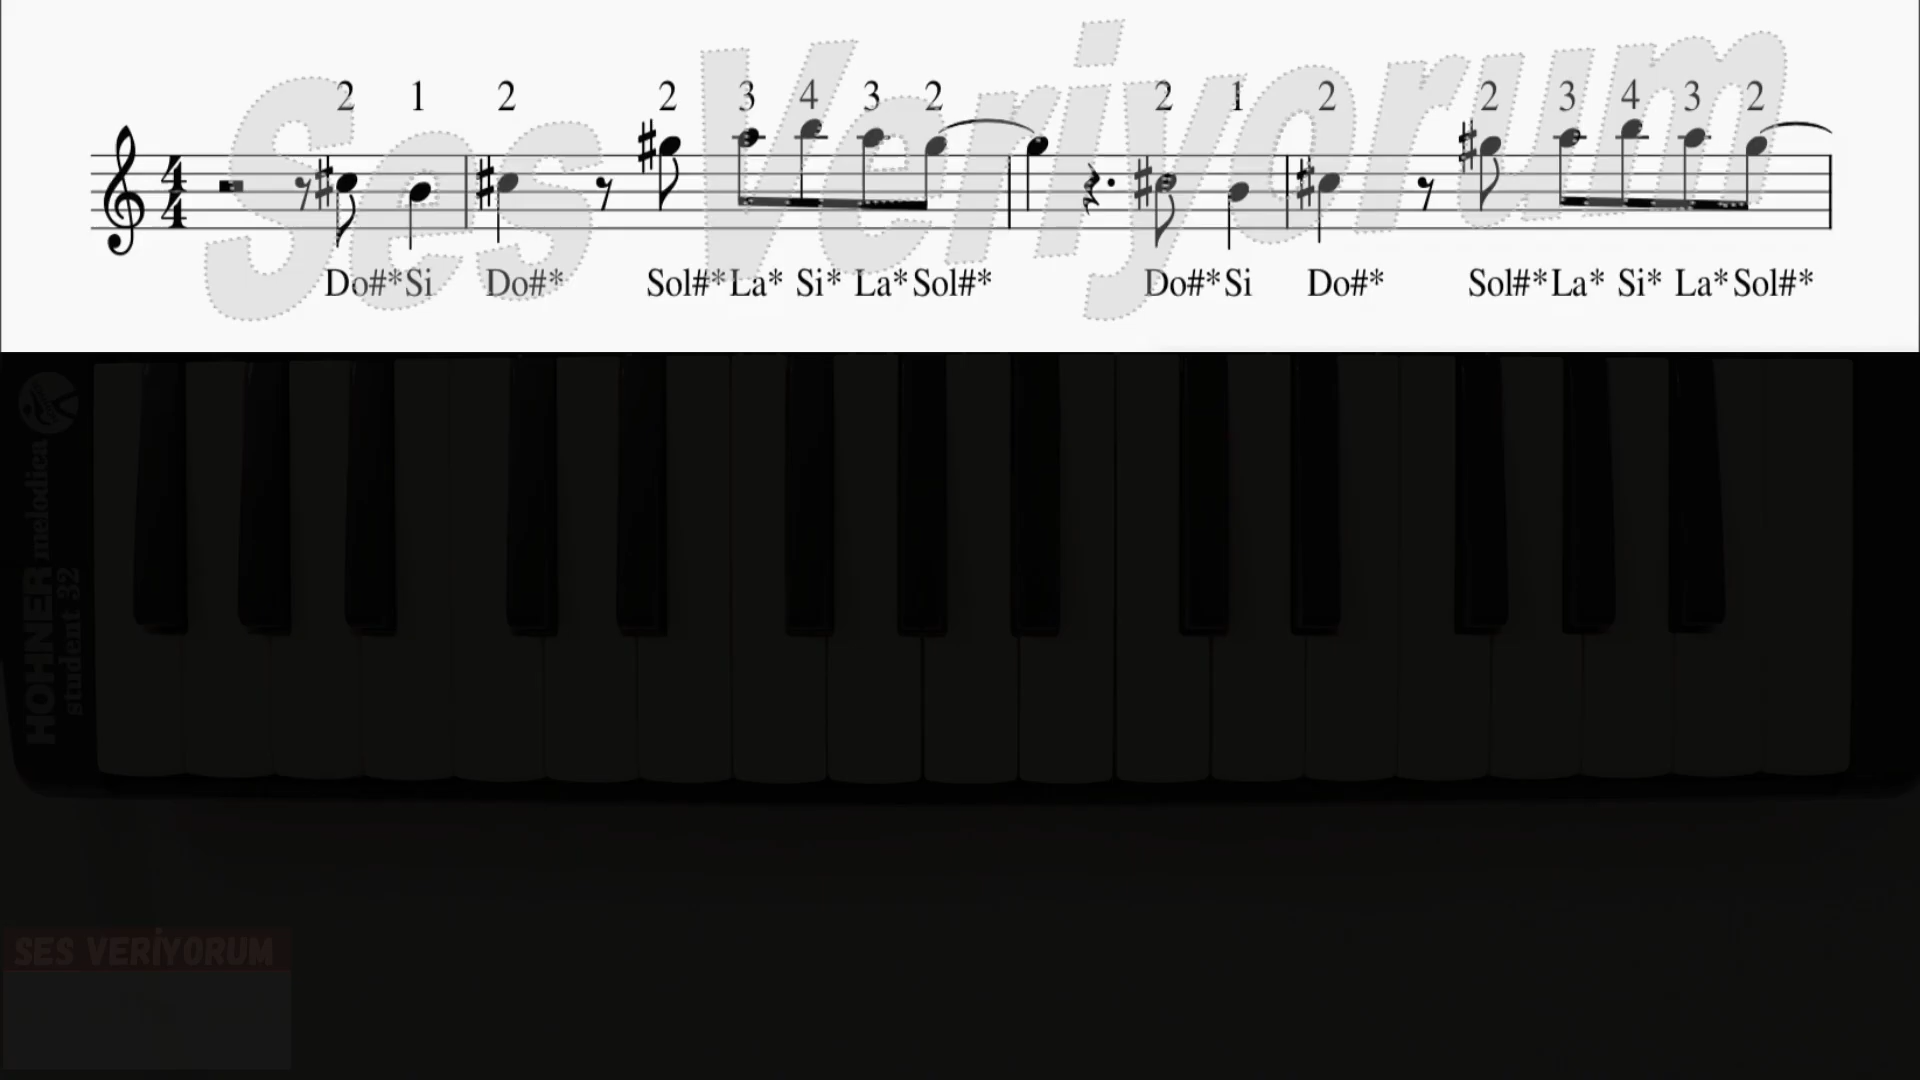 Ses Veriyorum
2 1 2 2 3 4 3 2 2 1 2 2 3 4 3 2
4
4
Do#* Si Do#* Sol#* La* Si* La* Sol#* Do#* Si Do#* Sol#* La* Si* La* Sol#*
HOHNER melodica
student 32
SES VERİYORUM